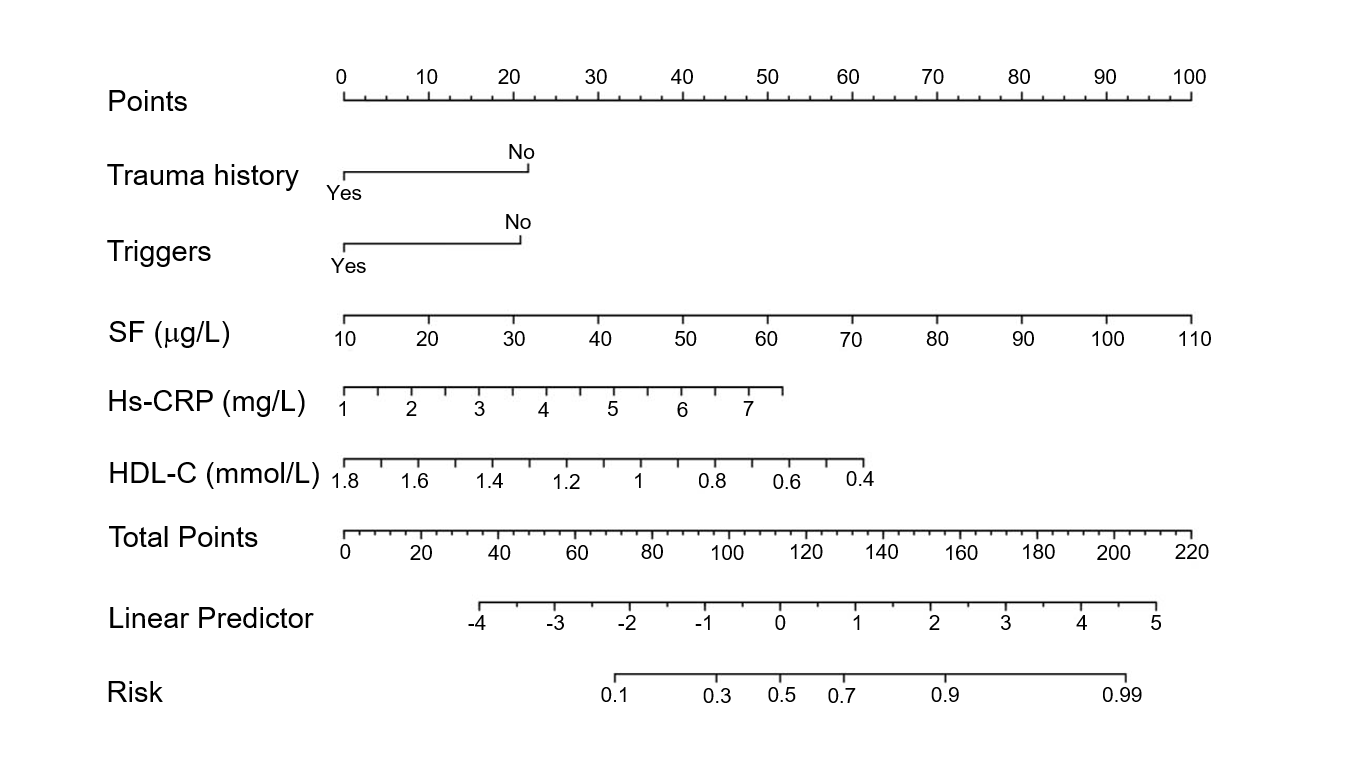 0 10 20 30 40 50 60 70 80 90 100
Points
No
Trauma history
Yes
No
Triggers
Yes
SF (μg/L)
10 20 30 40 50 60 70 80 90 100 110
Hs-CRP (mg/L)
1 2 3 4 5 6 7
HDL-C (mmol/L)
1.8 1.6 1.4 1.2 1 0.8 0.6 0.4
Total Points
0 20 40 60 80 100 120 140 160 180 200 220
Linear Predictor
-4 -3 -2 -1 0 1 2 3 4 5
Risk
0.1 0.3 0.5 0.7 0.9 0.99